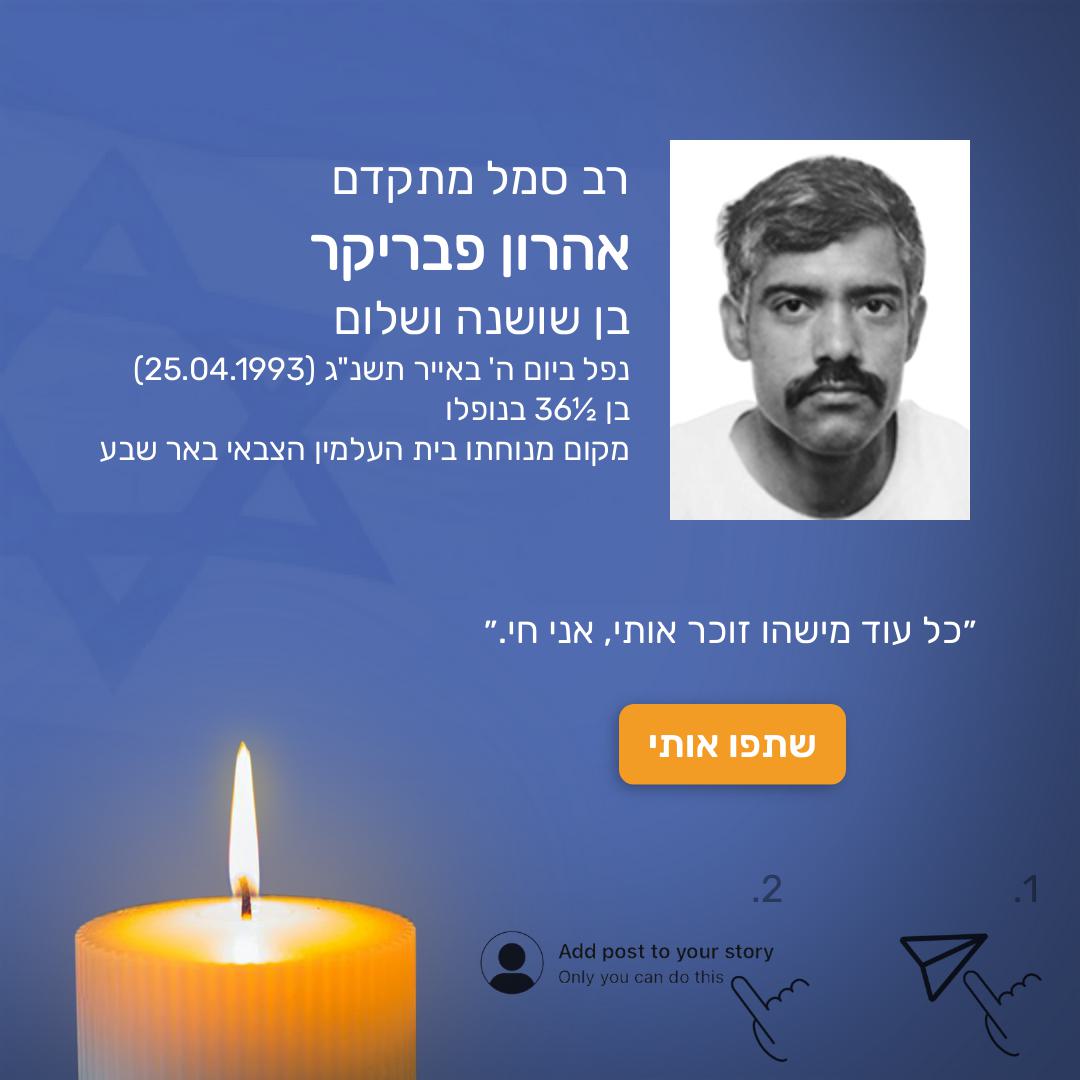 רב סמל מתקדם
אהרון פבריקר
בן שושנה ושלום
נפל ביום ה' באייר תשנ"ג (25.04.1993)
בן 36½ בנופלו
מקום מנוחתו בית העלמין הצבאי באר שבע
״כל עוד מישהו זוכר אותי, אני חי.״
שתפו אותי
.1
.2
Add post to your story
Only you can do this